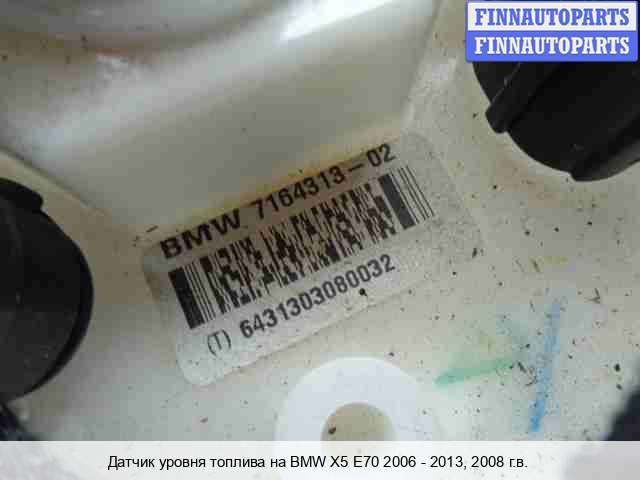 FINNAUTOPARTS
FINNAUTOPARTS
BMW 7164313-02
(T) 6431303080032
Датчик уровня топлива на BMW X5 E70 2006 - 2013, 2008 г.в.